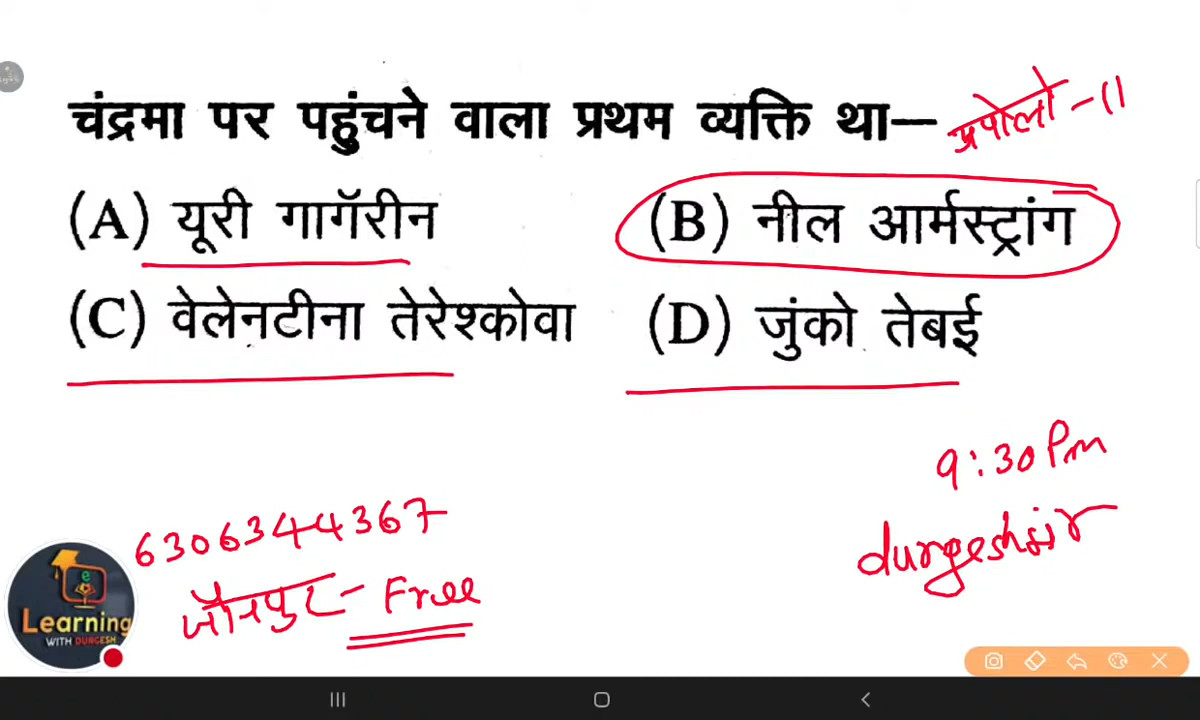 चंद्रमा पर पहुंचने वाला प्रथम व्यक्ति था— अपोलो-11
(A) यूरी गागॅरीन (B) नील आर्मस्ट्रांग
(C) वेलेनटीना तेरेश्कोवा (D) जुंको तेबई
9:30 Pm
6306344367
durgeshsir
जौनपुर- Free
e
Learning
WITH DURGESH